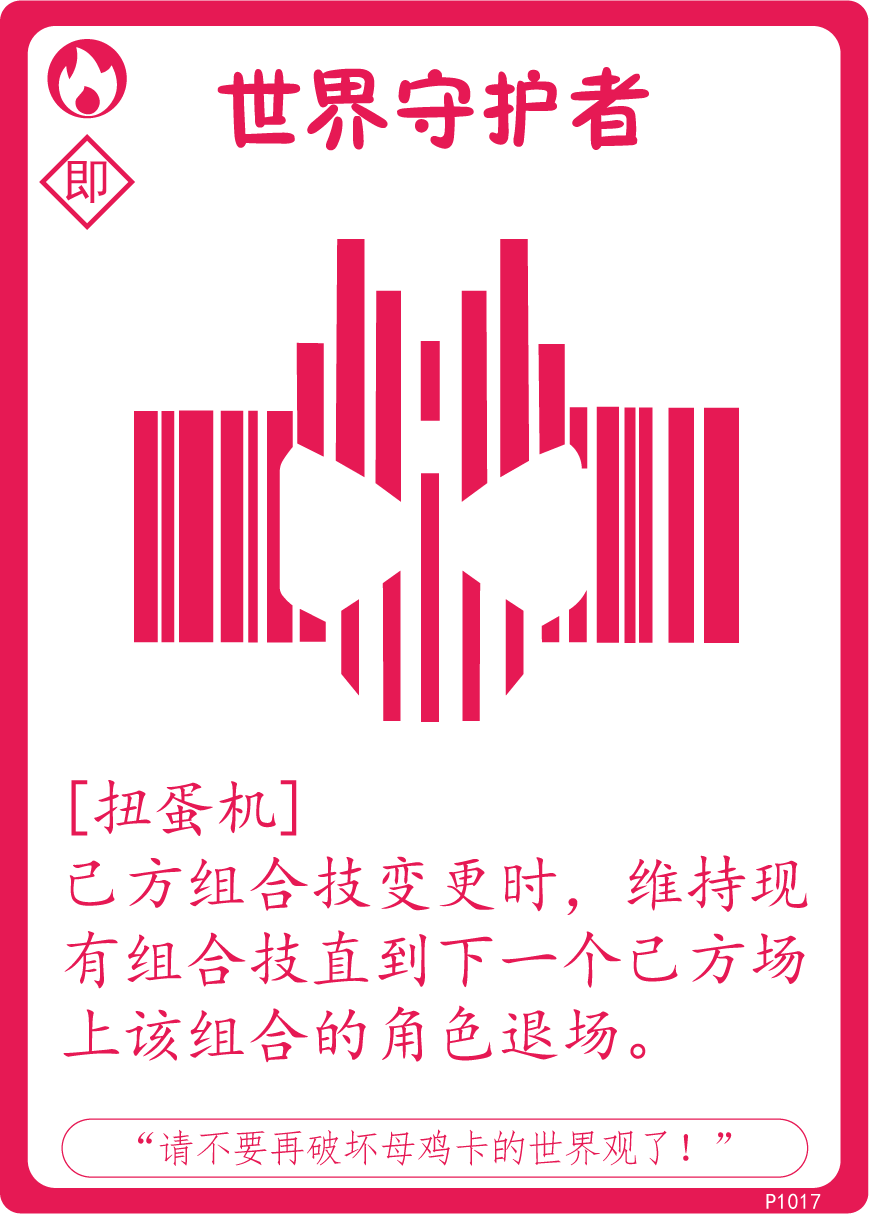 世界守护者
即
[扭蛋机]
己方组合技变更时，维持现
有组合技直到下一个己方场
上该组合的角色退场。
“请不要再破坏母鸡卡的世界观了！”
P1017